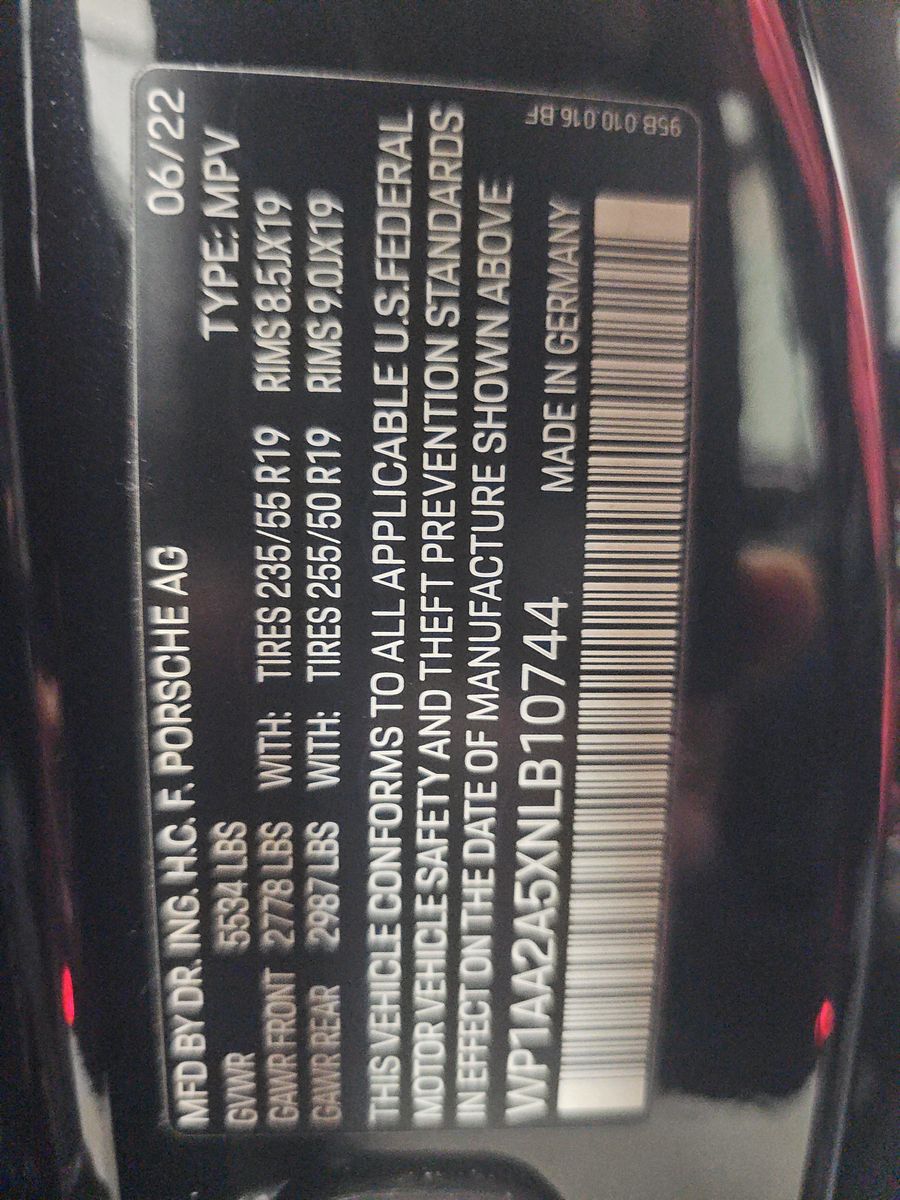 MFD BY DR. ING. H.C. F. PORSCHE AG 06/22
GVWR 5534 LBS TYPE: MPV
GAWR FRONT 2778 LBS WITH: TIRES 235/55 R19 RIMS 8.5JX19
GAWR REAR 2987 LBS WITH: TIRES 255/50 R19 RIMS 9.0JX19
THIS VEHICLE CONFORMS TO ALL APPLICABLE U.S. FEDERAL
MOTOR VEHICLE SAFETY AND THEFT PREVENTION STANDARDS
IN EFFECT ON THE DATE OF MANUFACTURE SHOWN ABOVE
WP1AA2A5XNLB10744 MADE IN GERMANY
95B 010 016 BF